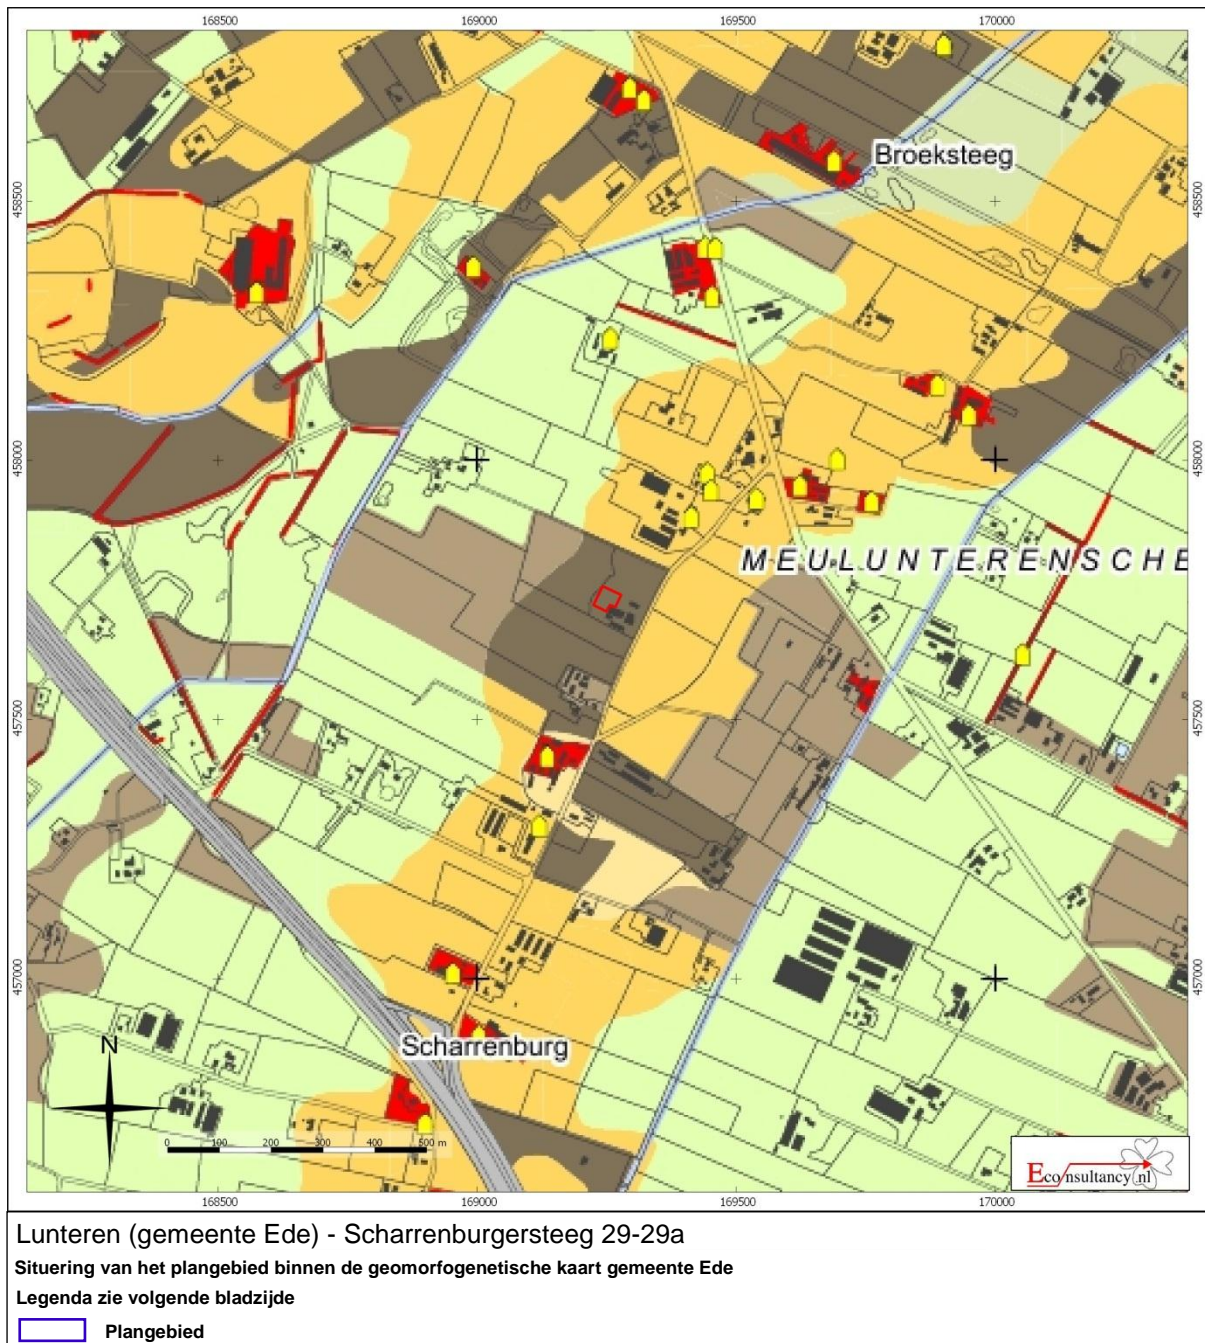 168500 169000 169500 170000
Broeksteeg
458500 458500
458000 458000
MEULUNTERENSCHE
457500 457500
457000 457000
Scharrenburg
N
0 100 200 300 400 500 m
Econsultancy.nl
168500 169000 169500 170000
Lunteren (gemeente Ede) - Scharrenburgersteeg 29-29a
Situering van het plangebied binnen de geomorfogenetische kaart gemeente Ede
Legenda zie volgende bladzijde
Plangebied